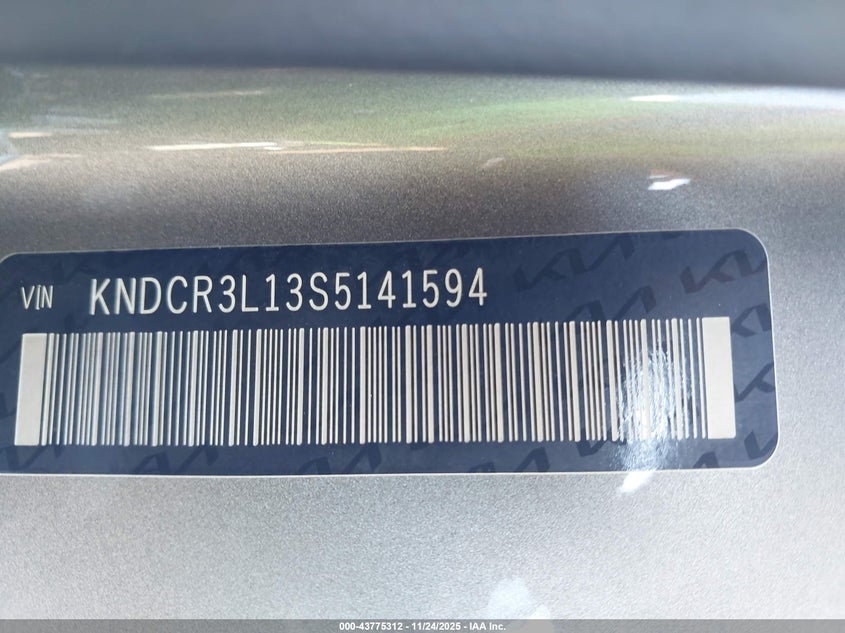 VIN KNDCR3L13S5141594
000-43775312 - 11/24/2025 - IAA Inc.